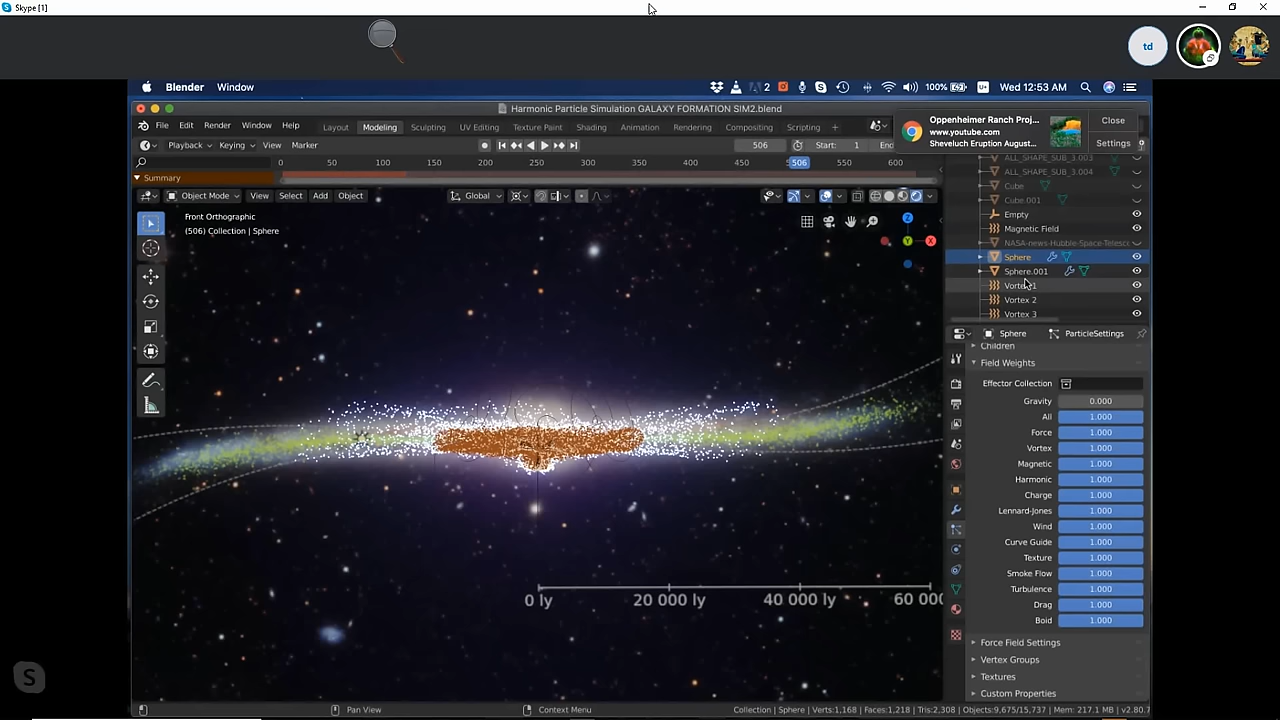 Skype [1]
td
Blender Window
2 100% Wed 12:53 AM
Harmonic Particle Simulation GALAXY FORMATION SIM2.blend
File Edit Render Window Help Layout Modeling Sculpting UV Editing Texture Paint Shading Animation Rendering Compositing Scripting +
Oppenheimer Ranch Proj...
www.youtube.com
Sheveluch Eruption August...
Close
Settings
Playback Keying View Marker 506 Start: 1 End
0 50 100 150 200 250 300 350 400 450 506 550 600
Summary
Object Mode View Select Add Object Global
Front Orthographic
(506) Collection | Sphere
Z
Y
X
ALL_SHAPE_SUB_3.003
ALL_SHAPE_SUB_3.004
Cube
Cube.001
Empty
Magnetic Field
NASA-news-Hubble-Space-Telesc
Sphere
Sphere.001
Vortex 1
Vortex 2
Vortex 3
Sphere ParticleSettings
Children
Field Weights
Effector Collection
Gravity 0.000
All 1.000
Force 1.000
Vortex 1.000
Magnetic 1.000
Harmonic 1.000
Charge 1.000
Lennard-Jones 1.000
Wind 1.000
Curve Guide 1.000
Texture 1.000
Smoke Flow 1.000
Turbulence 1.000
Drag 1.000
Boid 1.000
Force Field Settings
Vertex Groups
Textures
Custom Properties
0 ly 20 000 ly 40 000 ly 60 000
S
Pan View Context Menu Collection | Sphere | Verts:1,168 | Faces:1,218 | Tris:2,308 | Objects:9,675/15,737 | Mem: 217.1 MB | v2.80.7